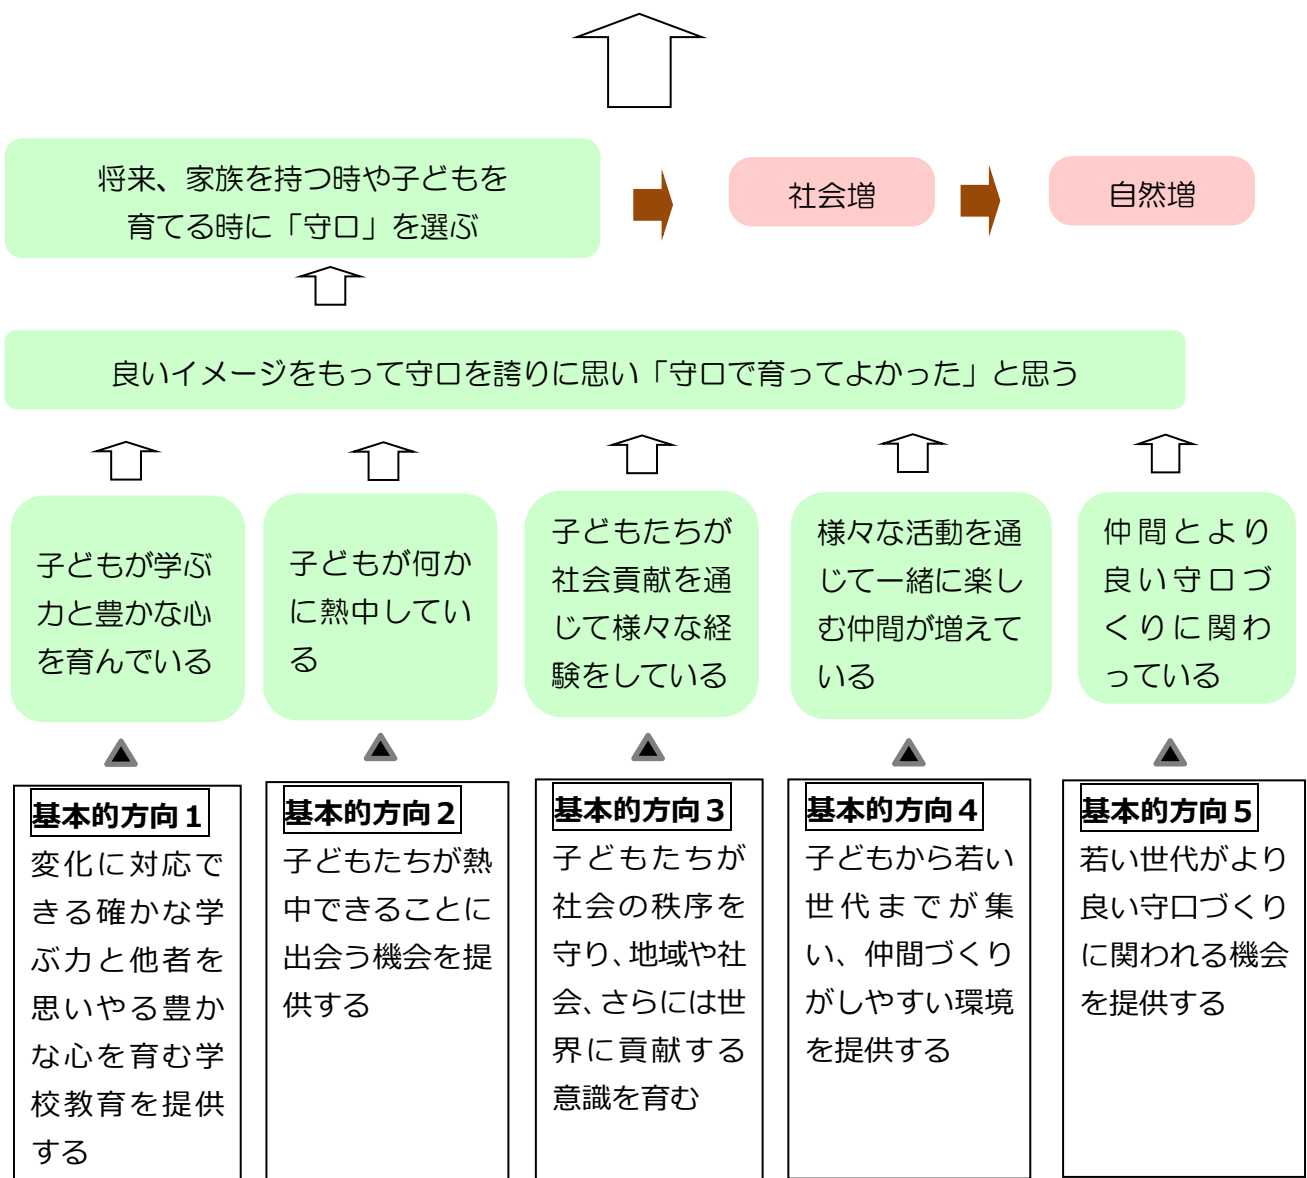 将来、家族を持つ時や子どもを
育てる時に「守口」を選ぶ
社会増
自然増
良いイメージをもって守口を誇りに思い「守口で育ってよかった」と思う
子どもが学ぶ
力と豊かな心
を育んでいる
子どもが何か
に熱中してい
る
子どもたちが
社会貢献を通
じて様々な経
験をしている
様々な活動を通
じて一緒に楽し
む仲間が増えて
いる
仲間とより
良い守口づ
くりに関わ
っている
基本的方向１
変化に対応で
きる確かな学
ぶ力と他者を
思いやる豊か
な心を育む学
校教育を提供
する
基本的方向２
子どもたちが熱
中できることに
出会う機会を提
供する
基本的方向３
子どもたちが
社会の秩序を
守り、地域や社
会、さらには世
界に貢献する
意識を育む
基本的方向４
子どもから若い
世代までが集
い、仲間づくり
がしやすい環境
を提供する
基本的方向５
若い世代がより
良い守口づくり
に関われる機会
を提供する